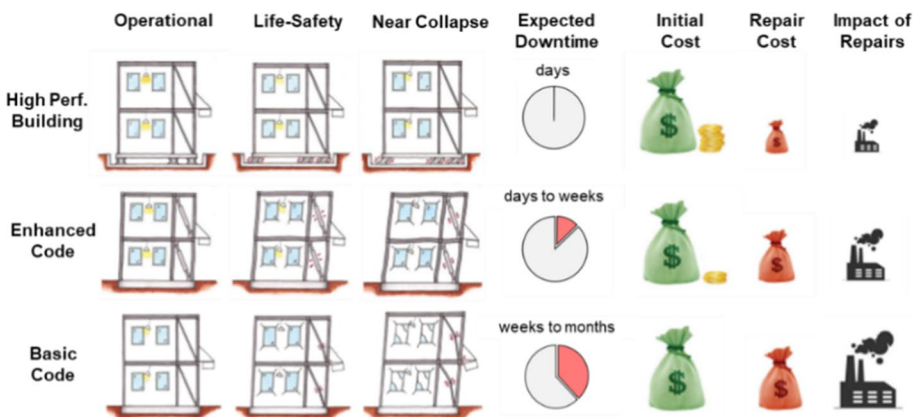 Operational
Life-Safety
Near Collapse
Expected
Downtime
Initial
Cost
Repair
Cost
Impact of
Repairs
High Perf.
Building
days
$
$
Enhanced
Code
days to weeks
$
$
Basic
Code
weeks to months
$
$